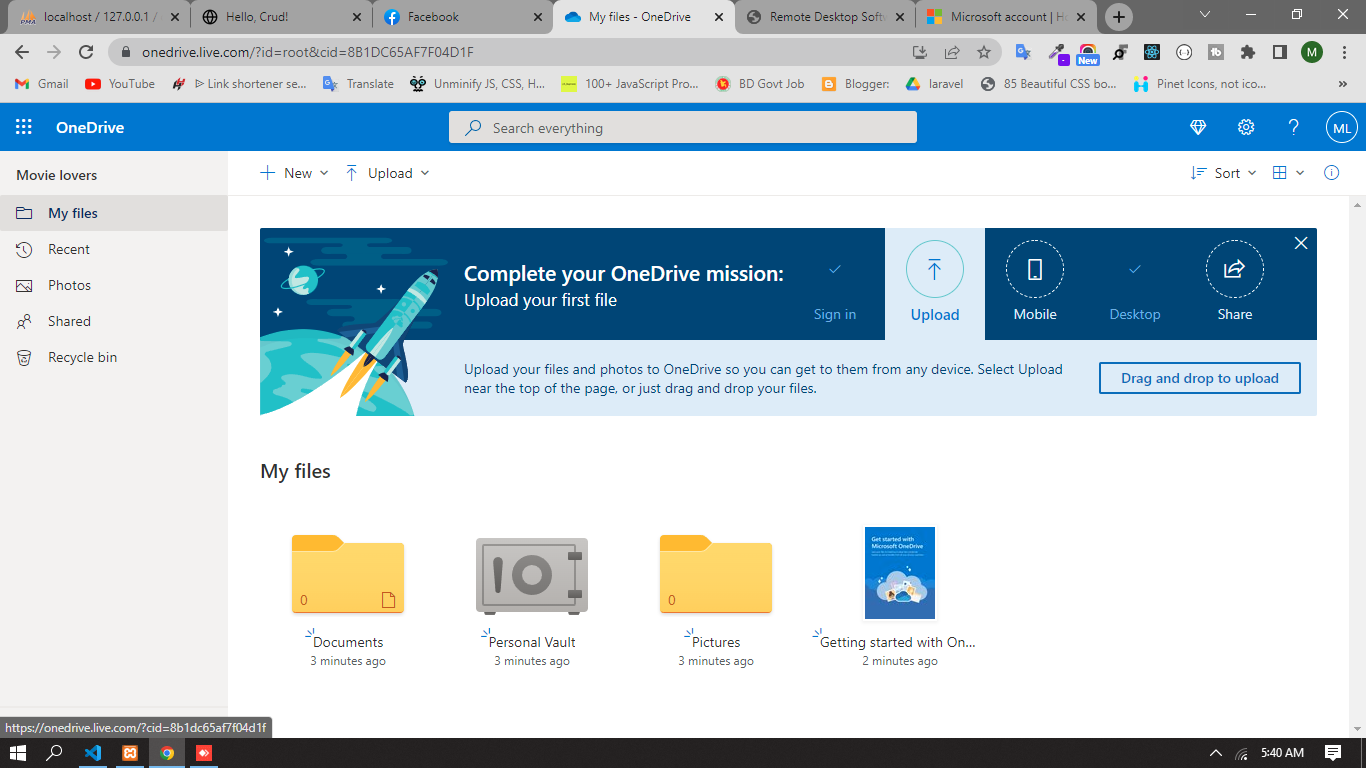 localhost / 127.0.0.1 /
Hello, Crud!
Facebook
My files - OneDrive
Remote Desktop Soft
Microsoft account | Ho
onedrive.live.com/?id=root&cid=8B1DC65AF7F04D1F
New
M
Gmail
YouTube
Link shortener se...
Translate
Unminify JS, CSS, H...
100+ JavaScript Pro...
BD Govt Job
Blogger:
laravel
85 Beautiful CSS bo...
Pinet Icons, not ico...
»
OneDrive
Search everything
?
ML
Movie lovers
New
Upload
Sort
My files
Recent
Photos
Shared
Recycle bin
Complete your OneDrive mission:
Upload your first file
Sign in
Upload
Mobile
Desktop
Share
Upload your files and photos to OneDrive so you can get to them from any device. Select Upload
near the top of the page, or just drag and drop your files.
Drag and drop to upload
My files
0
0
Get started with
Microsoft OneDrive
Documents
Personal Vault
Pictures
Getting started with On...
3 minutes ago
3 minutes ago
3 minutes ago
2 minutes ago
https://onedrive.live.com/?cid=8b1dc65af7f04d1f
5:40 AM